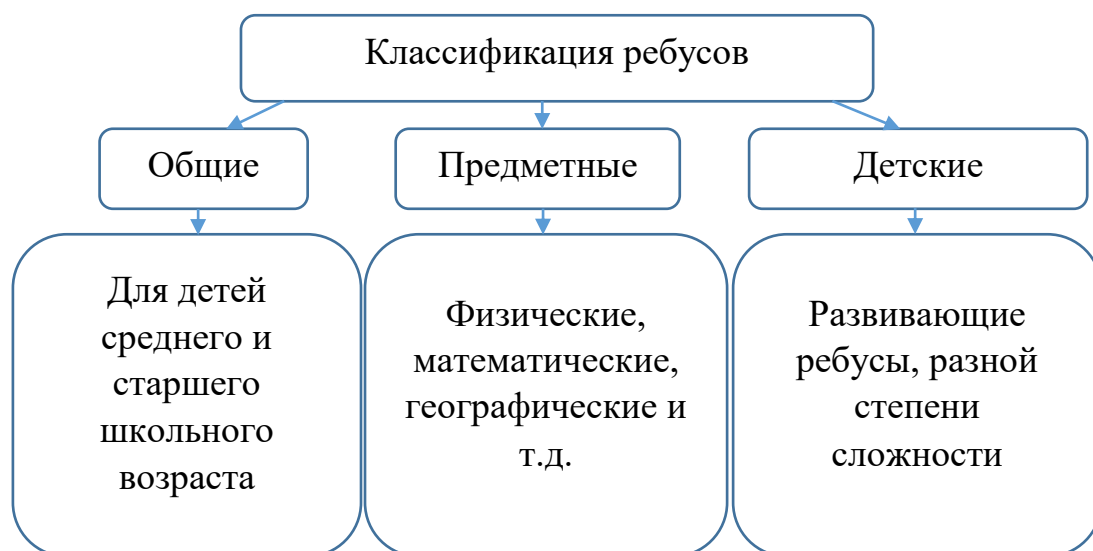 Классификация ребусов
Общие
Предметные
Детские
Для детей
среднего и
старшего
школьного
возраста
Физические,
математические,
географические и
т.д.
Развивающие
ребусы, разной
степени
сложности